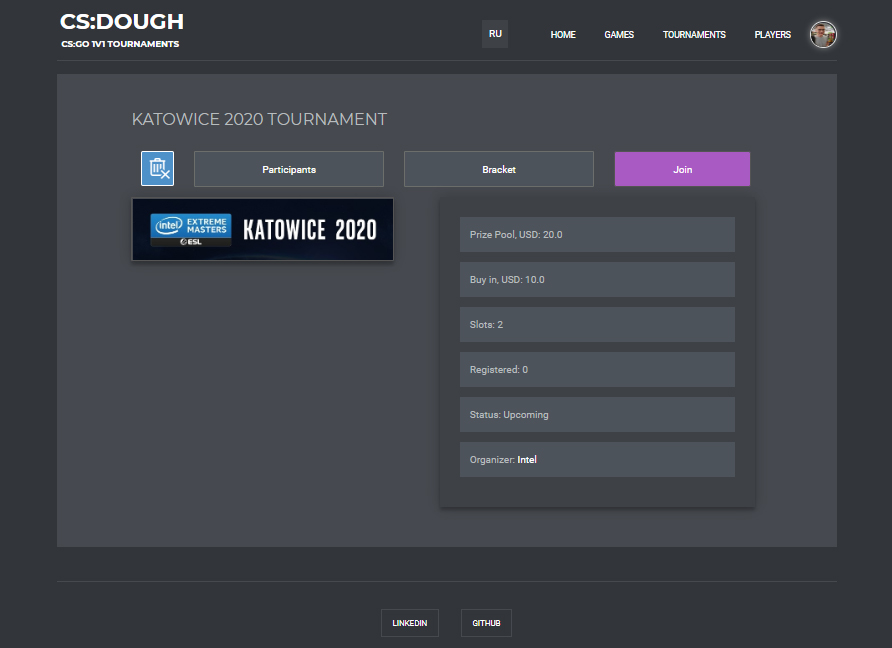 CS:DOUGH
CS:GO 1V1 TOURNAMENTS
RU
HOME
GAMES
TOURNAMENTS
PLAYERS
KATOWICE 2020 TOURNAMENT
Participants
Bracket
Join
intel EXTREME MASTERS
ESL
KATOWICE 2020
Prize Pool, USD: 20.0
Buy in, USD: 10.0
Slots: 2
Registered: 0
Status: Upcoming
Organizer: Intel
LINKEDIN
GITHUB